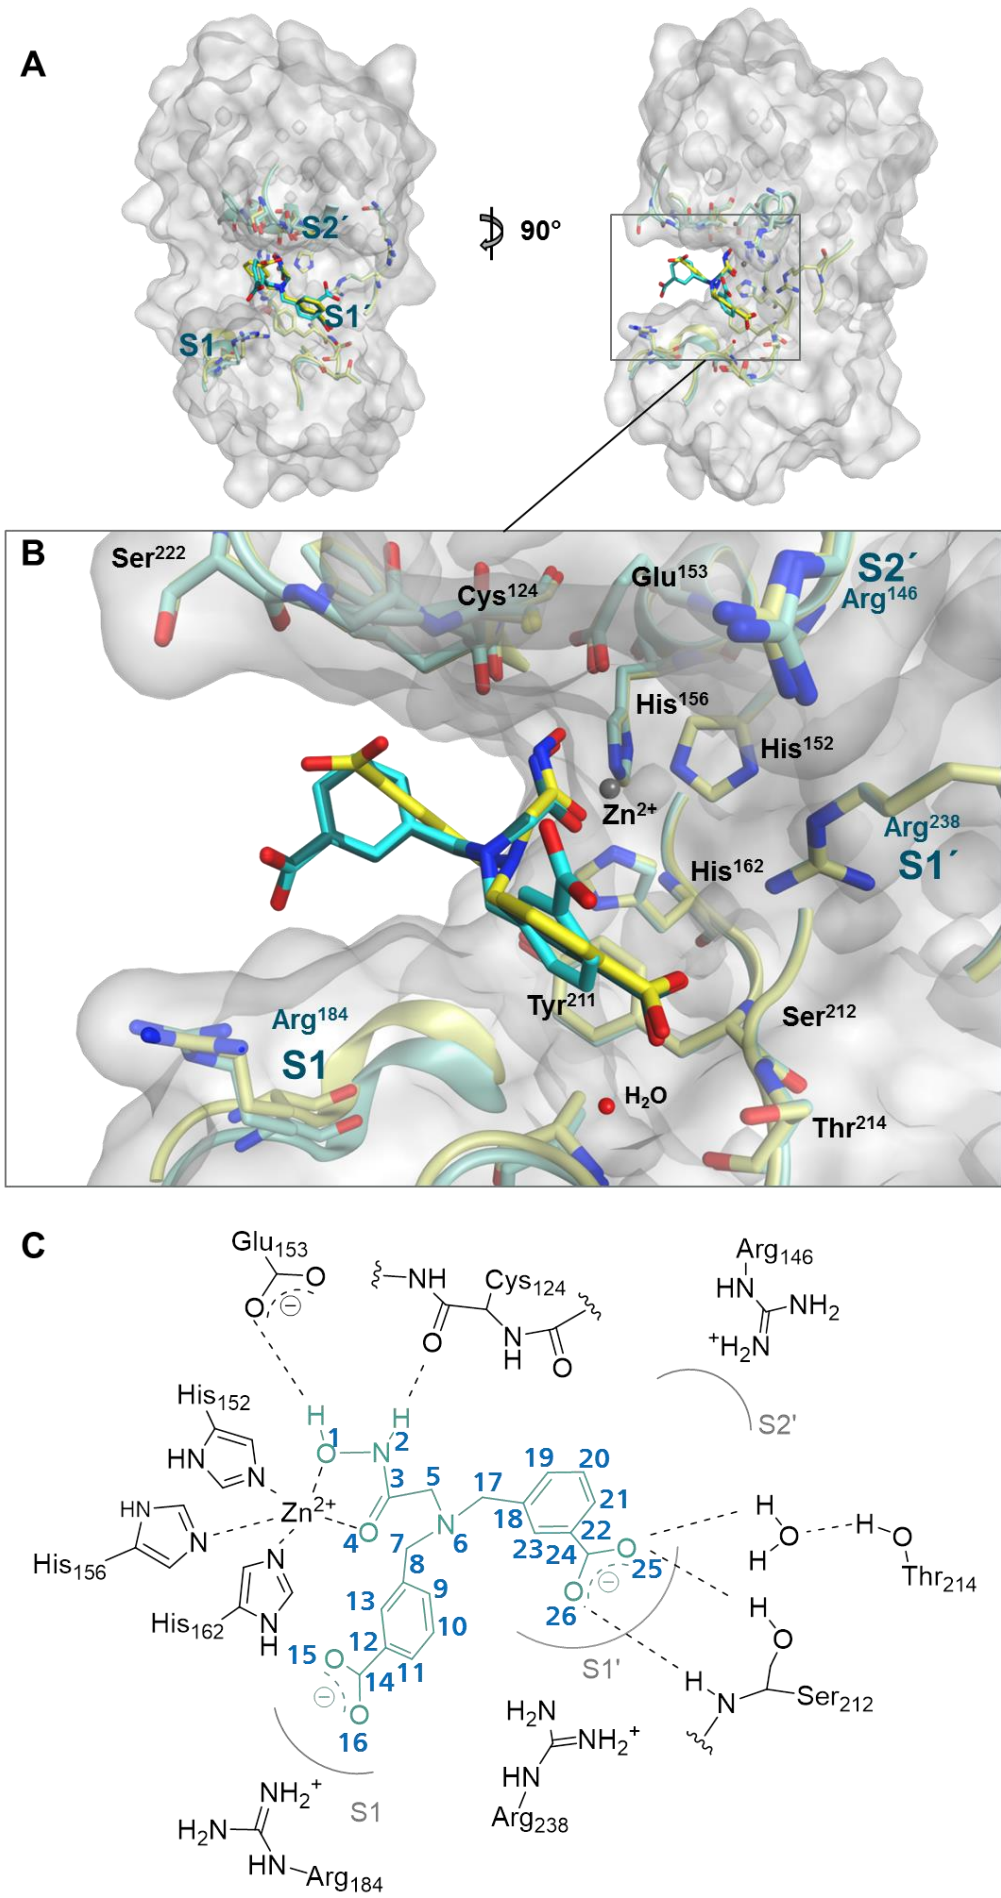 A
S2´
S1´
S1
90°
B
Ser222
Cys124
Glu153
S2´
Arg146
His156
His152
Zn2+
Arg238
S1´
His162
Tyr211
Arg184
S1
Ser212
H2O
Thr214
C
Glu153
O
O
−
NH
Cys124
O
N
H
O
Arg146
HN
NH2
+H2N
S2'
His152
HN
N
H
O
1
N
H
2
3
5
4
O
N
6
7
8
9
10
11
12
13
14
15
O
−
O
16
17
18
19
20
21
22
23
24
O
25
O
26
−
Zn2+
HN
N
His156
N
N
H
His162
H
O
H
H
O
Thr214
H
O
H
N
Ser212
S1'
H2N
NH2+
HN
Arg238
S1
NH2+
H2N
HN
Arg184